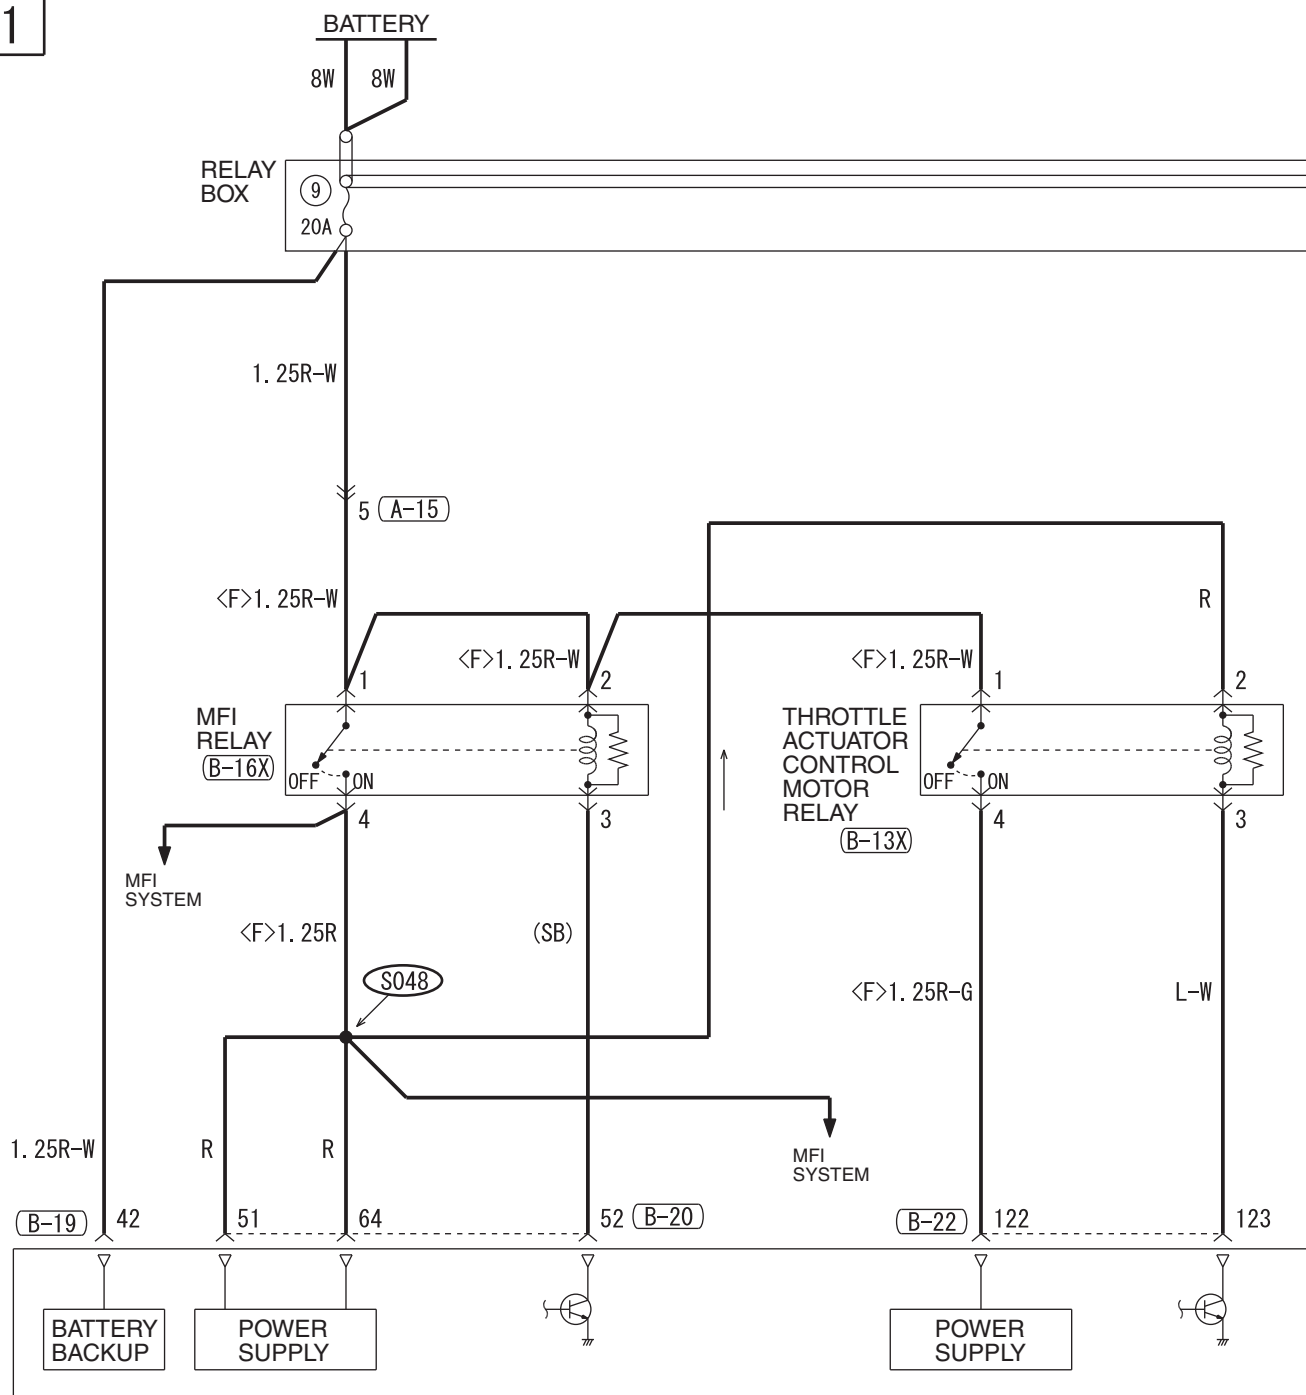 1
BATTERY
8W 8W
RELAY
BOX
9
20A
1.25R-W
5 A-15
<F>1.25R-W
R
<F>1.25R-W
<F>1.25R-W
1 2 1 2
MFI
RELAY
B-16X
OFF ON
THROTTLE
ACTUATOR
CONTROL
MOTOR
RELAY
B-13X
OFF ON
4 3 4 3
MFI
SYSTEM
<F>1.25R
(SB)
S048
<F>1.25R-G
L-W
1.25R-W
R
R
MFI
SYSTEM
B-19 42 51 64 52 B-20 B-22 122 123
BATTERY
BACKUP
POWER
SUPPLY
POWER
SUPPLY